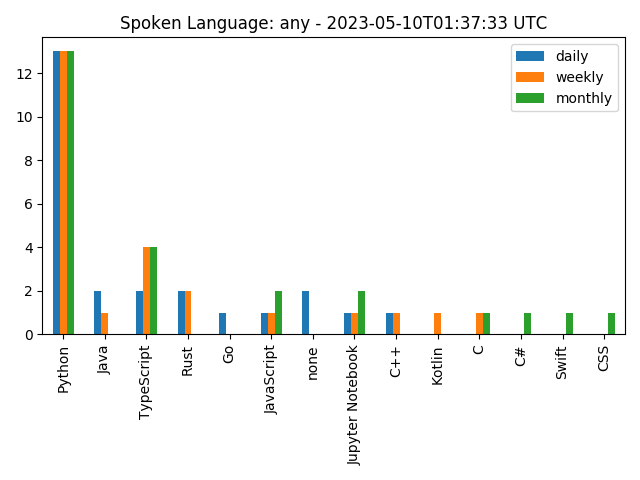 Spoken Language: any - 2023-05-10T01:37:33 UTC
daily
weekly
monthly
12
10
8
6
4
2
0
Python
Java
TypeScript
Rust
Go
JavaScript
none
Jupyter Notebook
C++
Kotlin
C
C#
Swift
CSS